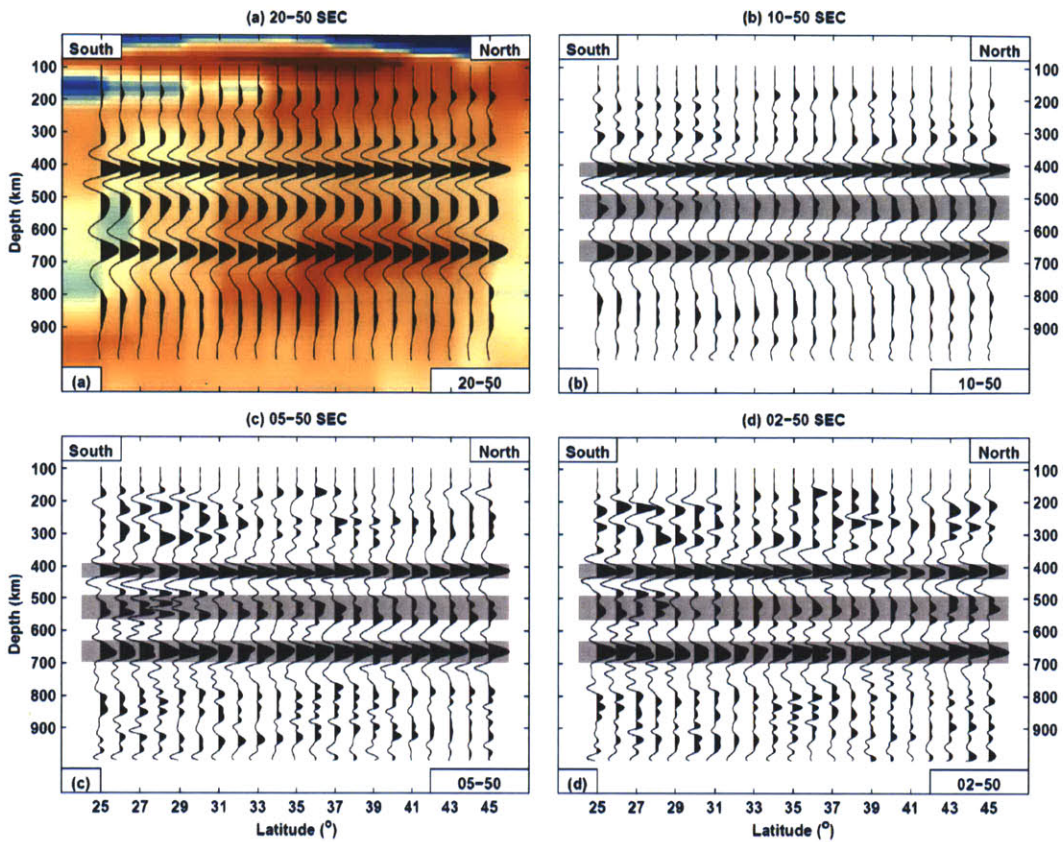 (a) 20−50 SEC
South
North
100
200
300
400
500
600
700
800
900
Depth (km)
(a)
20−50
(b) 10−50 SEC
South
North
100
200
300
400
500
600
700
800
900
(b)
10−50
(c) 05−50 SEC
South
North
100
200
300
400
500
600
700
800
900
Depth (km)
(c)
05−50
25 27 29 31 33 35 37 39 41 43 45
Latitude (°)
(d) 02−50 SEC
South
North
100
200
300
400
500
600
700
800
900
(d)
02−50
25 27 29 31 33 35 37 39 41 43 45
Latitude (°)